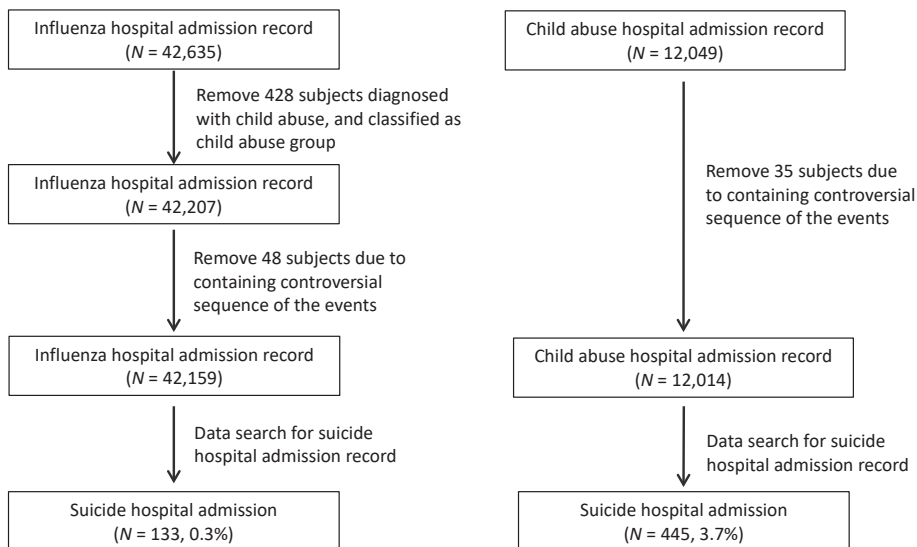 Influenza hospital admission record
(N = 42,635)
Remove 428 subjects diagnosed
with child abuse, and classified as
child abuse group
Influenza hospital admission record
(N = 42,207)
Remove 48 subjects due to
containing controversial
sequence of the events
Influenza hospital admission record
(N = 42,159)
Data search for suicide
hospital admission record
Suicide hospital admission
(N = 133, 0.3%)
Child abuse hospital admission record
(N = 12,049)
Remove 35 subjects due
to containing controversial
sequence of the events
Child abuse hospital admission record
(N = 12,014)
Data search for suicide
hospital admission record
Suicide hospital admission
(N = 445, 3.7%)